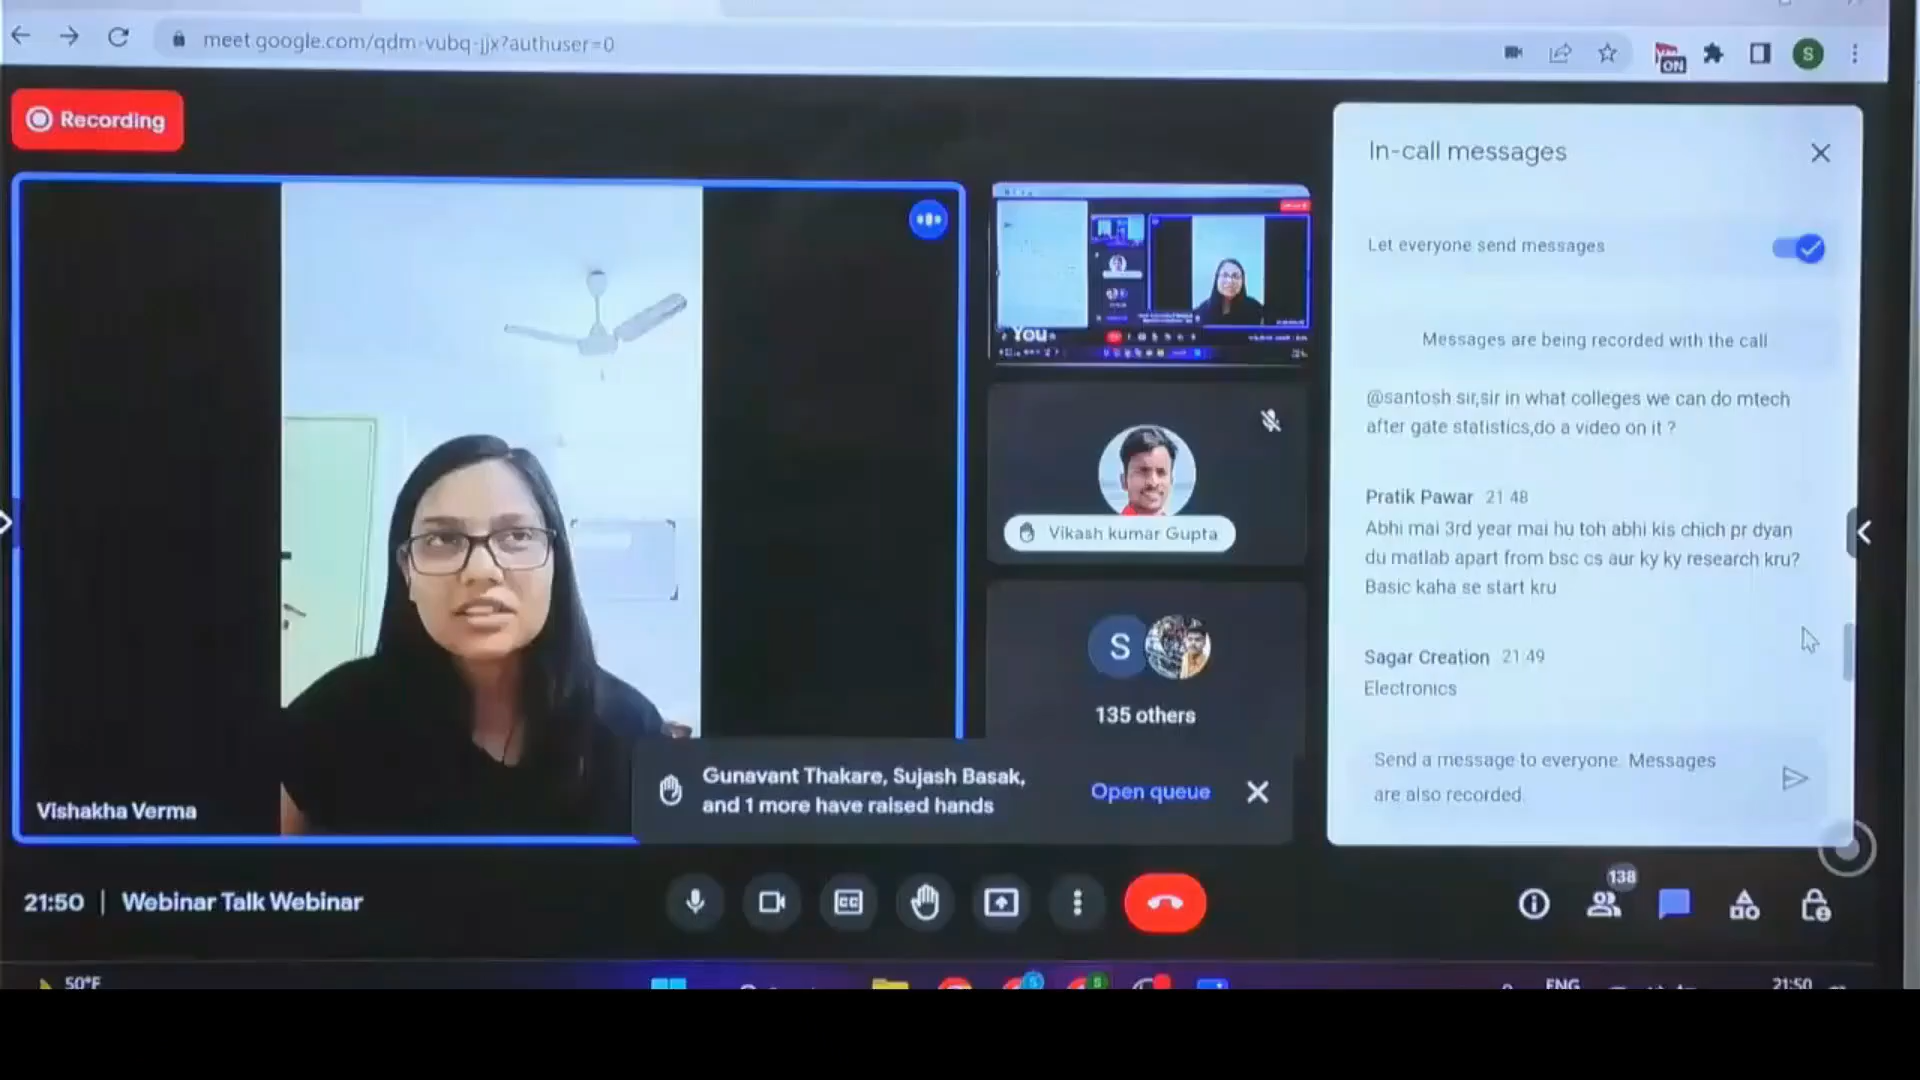 meet.google.com/qdm-vubq-jjx?authuser=0
ON
S
Recording
In-call messages
Let everyone send messages
Messages are being recorded with the call
@santosh sir,sir in what colleges we can do mtech
after gate statistics,do a video on it ?
Pratik Pawar 21:48
Abhi mai 3rd year mai hu toh abhi kis chich pr dyan
du matlab apart from bsc cs aur ky ky research kru?
Basic kaha se start kru
Sagar Creation 21:49
Electronics
Send a message to everyone. Messages
are also recorded.
You
Vikash kumar Gupta
S
135 others
Gunavant Thakare, Sujash Basak,
and 1 more have raised hands
Open queue
Vishakha Verma
21:50 | Webinar Talk Webinar
CC
138
50°F
ENG
21:50